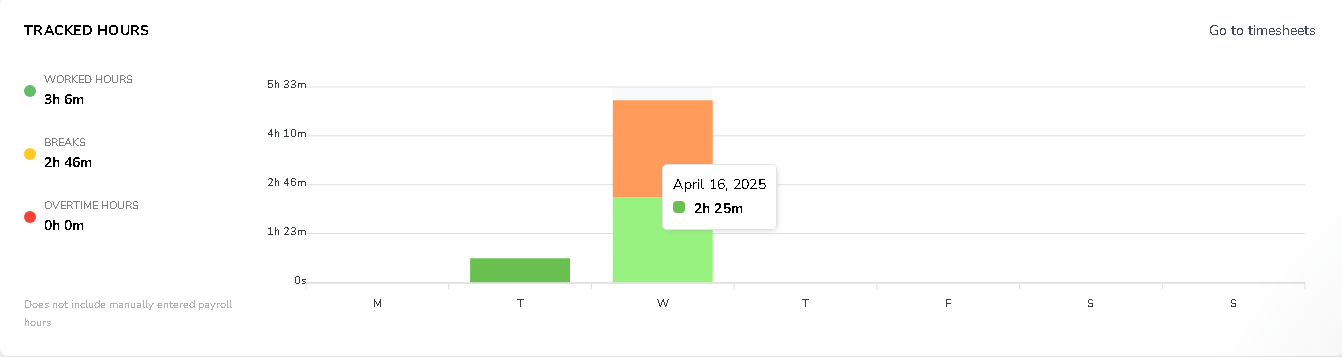 TRACKED HOURS
Go to timesheets
WORKED HOURS
3h 6m
BREAKS
2h 46m
OVERTIME HOURS
0h 0m
Does not include manually entered payroll
hours
5h 33m
4h 10m
2h 46m
1h 23m
0s
April 16, 2025
2h 25m
M
T
W
T
F
S
S